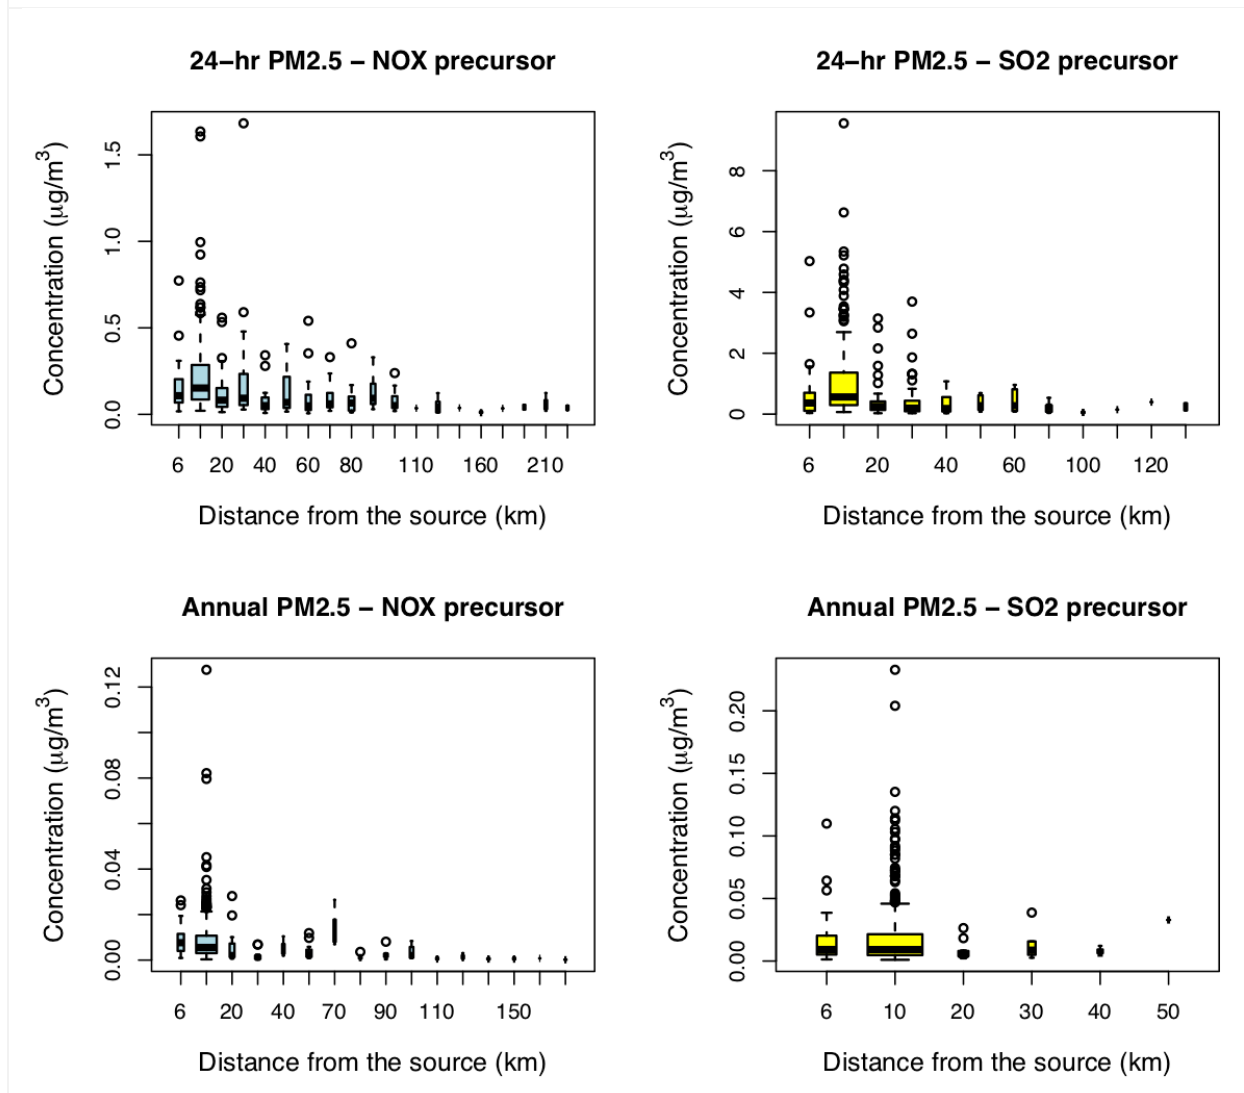 24−hr PM2.5 − NOX precursor
Concentration (μg/m³)
0.0 0.5 1.0 1.5
6 20 40 60 80 110 160 210
Distance from the source (km)
24−hr PM2.5 − SO2 precursor
Concentration (μg/m³)
0 2 4 6 8
6 20 40 60 100 120
Distance from the source (km)
Annual PM2.5 − NOX precursor
Concentration (μg/m³)
0.00 0.04 0.08 0.12
6 20 40 70 90 110 150
Distance from the source (km)
Annual PM2.5 − SO2 precursor
Concentration (μg/m³)
0.00 0.05 0.10 0.15 0.20
6 10 20 30 40 50
Distance from the source (km)